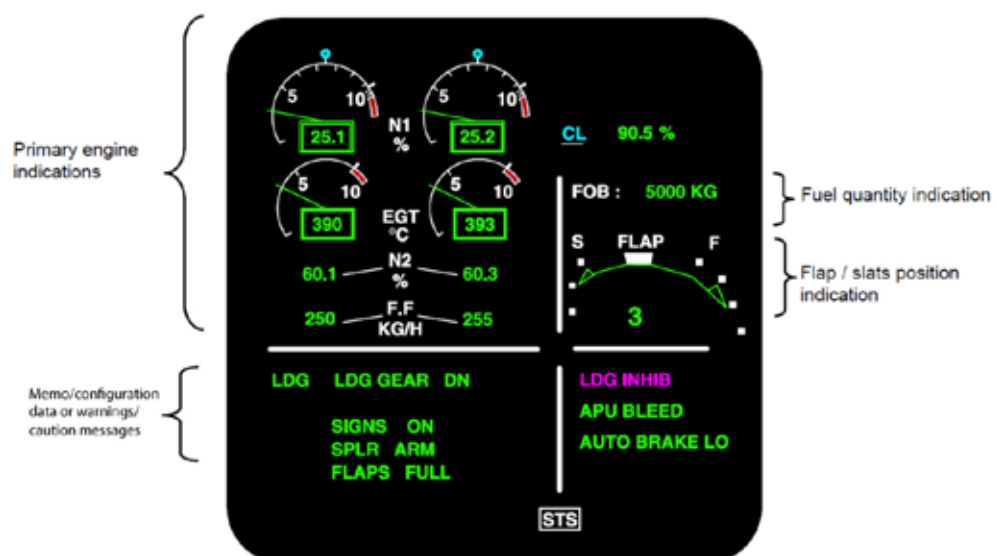 Primary engine
indications
5
10
25.1
N1
%
5
10
25.2
CL 90.5 %
5
10
390
EGT
°C
5
10
393
FOB : 5000 KG
Fuel quantity indication
60.1
N2
%
60.3
S FLAP F
Flap / slats position
indication
250
F.F
KG/H
255
3
Memo/configuration
data or warnings/
caution messages
LDG LDG GEAR DN
SIGNS ON
SPLR ARM
FLAPS FULL
LDG INHIB
APU BLEED
AUTO BRAKE LO
STS